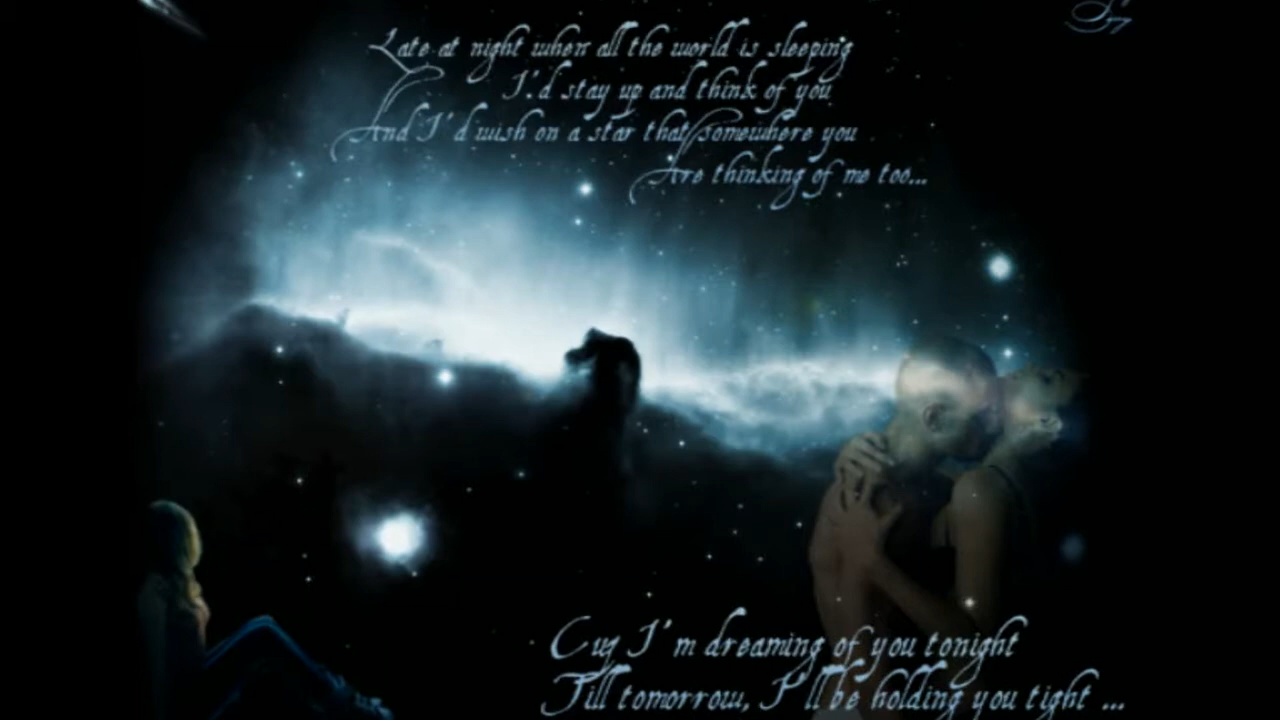 Late at night when all the world is sleeping
I'd stay up and think of you
And I'd wish on a star that somewhere you
Are thinking of me too...
Cuz I'm dreaming of you tonight
Till tomorrow, I'll be holding you tight ...